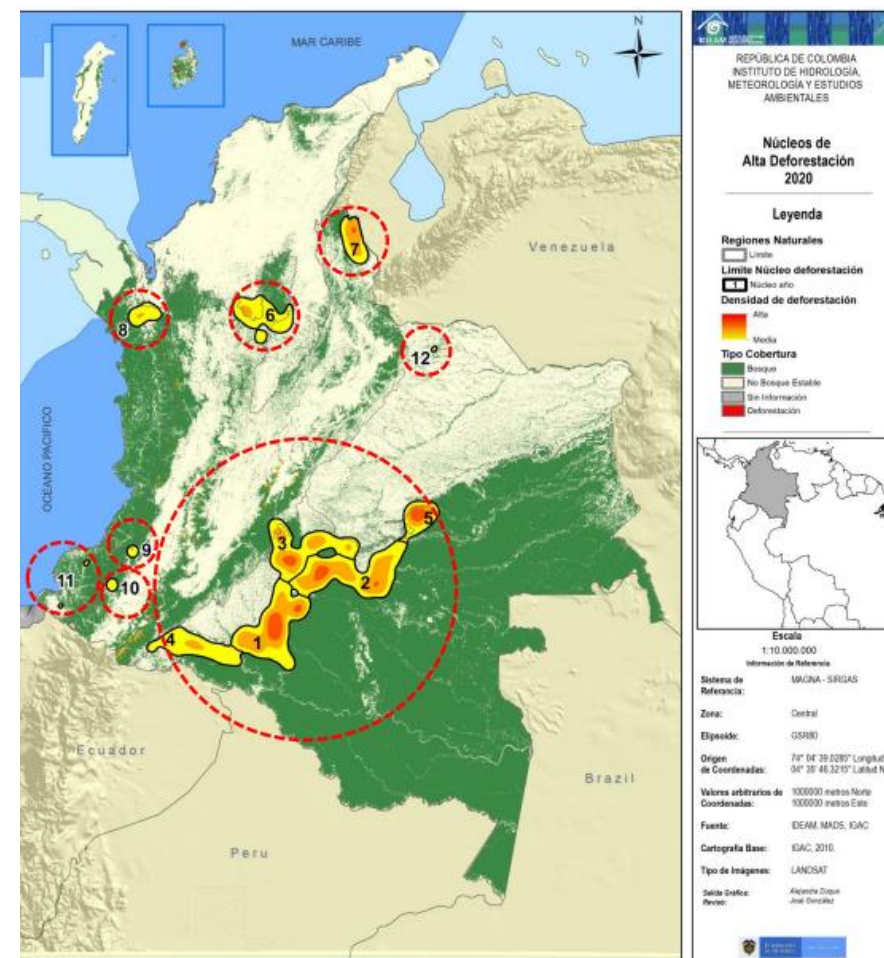 MAR CARIBE
N
Venezuela
OCEANO PACIFICO
Ecuador
Peru
Brazil
1
2
3
4
5
6
7
8
9
10
11
12
IDEAM
REPÚBLICA DE COLOMBIA
INSTITUTO DE HIDROLOGÍA,
METEOROLOGÍA Y ESTUDIOS
AMBIENTALES
Núcleos de
Alta Deforestación
2020
Leyenda
Regiones Naturales
Límite
Limite Núcleo deforestación
1 Núcleo año
Densidad de deforestación
Alta
Media
Tipo Cobertura
Bosque
No Bosque Estable
Sin Información
Deforestación
Escala
1:10.000.000
Información de Referencia
Sistema de Referancia: MAGNA - SIRGAS
Zona: Central
Elipsoide: GSR80
Origen de Coordenadas: 74° 04' 39.0285" Longitud
04° 35' 46.3215" Latitud N
Valores arbitrarios de Coordenadas: 1000000 metros Norte
1000000 metros Este
Fuente: IDEAM, MADS, IGAC
Cartografía Base: IGAC, 2010.
Tipo de Imágenes: LANDSAT
Salida Gráfica: Alejandra Duque
Revisó: José González